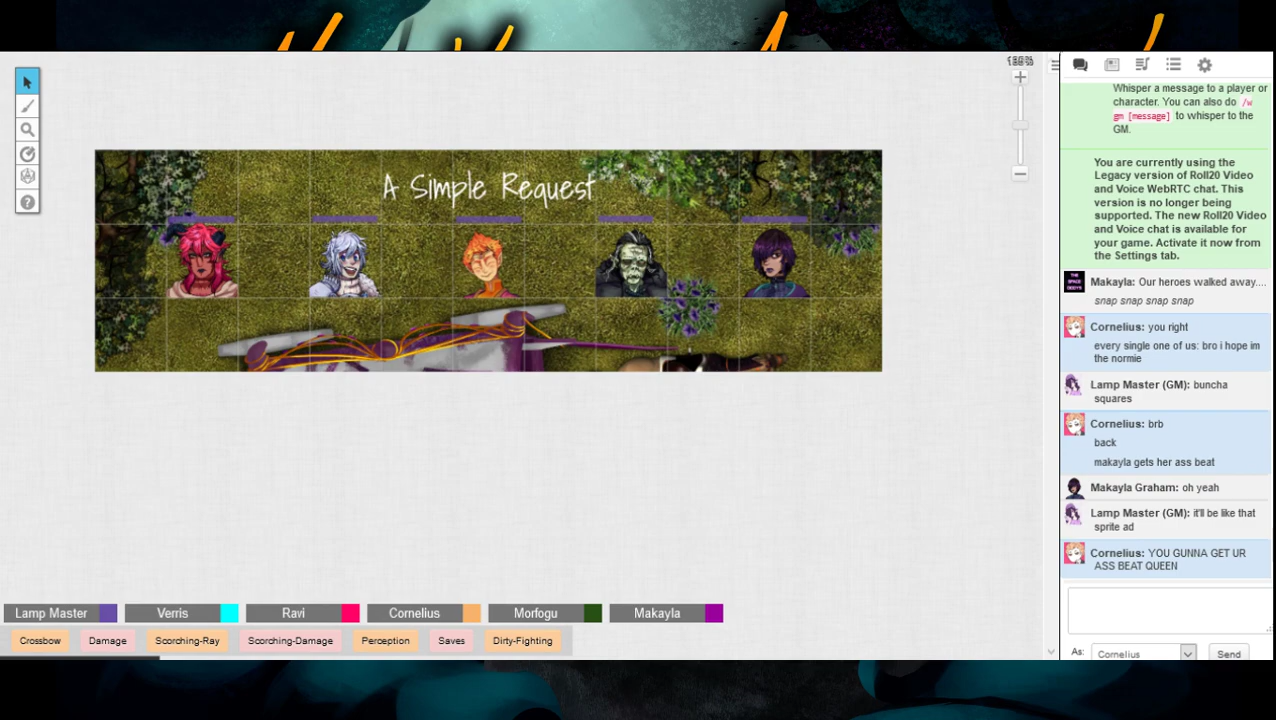 100%
A Simple Request
Whisper a message to a player or
character. You can also do /w
gm [message] to whisper to the
GM.
You are currently using the
Legacy version of Roll20 Video
and Voice WebRTC chat. This
version is no longer being
supported. The new Roll20 Video
and Voice chat is available for
your game. Activate it now from
the Settings tab.
THE SPACE
Makayla: Our heroes walked away....
snap snap snap snap
Cornelius: you right
every single one of us: bro i hope im
the normie
Lamp Master (GM): buncha
squares
Cornelius: brb
back
makayla gets her ass beat
Makayla Graham: oh yeah
Lamp Master (GM): it'll be like that
sprite ad
Cornelius: YOU GUNNA GET UR
ASS BEAT QUEEN
As: Cornelius Send
Lamp Master Verris Ravi Cornelius Morfogu Makayla
Crossbow Damage Scorching-Ray Scorching-Damage Perception Saves Dirty-Fighting